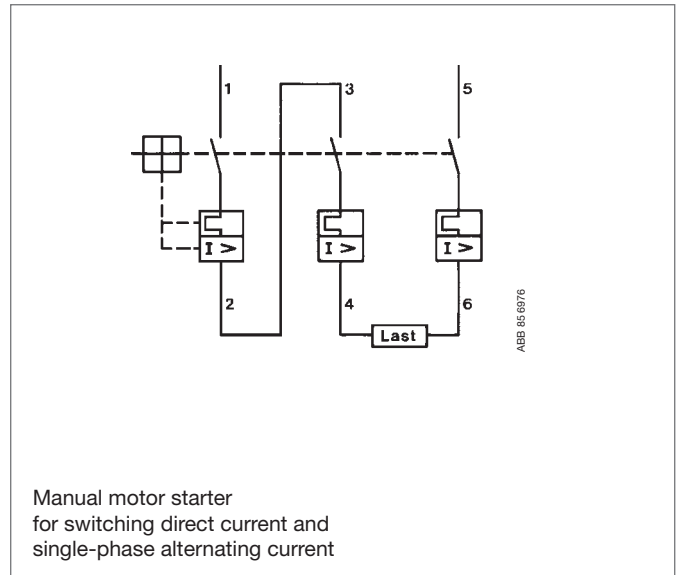 1 3 5
I > I > I >
2 4 6
Last
ABB 85 6976
Manual motor starter
for switching direct current and
single-phase alternating current